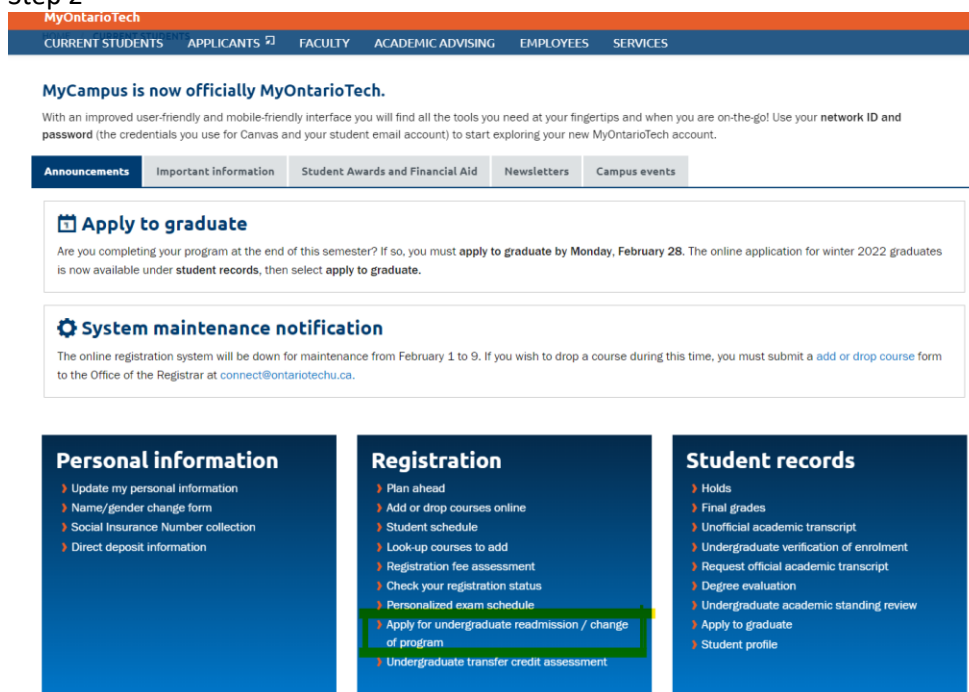 Step 2
MyOntarioTech
CURRENT STUDENTS APPLICANTS FACULTY ACADEMIC ADVISING EMPLOYEES SERVICES
MyCampus is now officially MyOntarioTech.
With an improved user-friendly and mobile-friendly interface you will find all the tools you need at your fingertips and when you are on-the-go! Use your network ID and
password (the credentials you use for Canvas and your student email account) to start exploring your new MyOntarioTech account.
Announcements Important information Student Awards and Financial Aid Newsletters Campus events
Apply to graduate
Are you completing your program at the end of this semester? If so, you must apply to graduate by Monday, February 28. The online application for winter 2022 graduates
is now available under student records, then select apply to graduate.
System maintenance notification
The online registration system will be down for maintenance from February 1 to 9. If you wish to drop a course during this time, you must submit a add or drop course form
to the Office of the Registrar at connect@ontariotechu.ca.
Personal information
Update my personal information
Name/gender change form
Social Insurance Number collection
Direct deposit information
Registration
Plan ahead
Add or drop courses online
Student schedule
Look-up courses to add
Registration fee assessment
Check your registration status
Personalized exam schedule
Apply for undergraduate readmission / change
of program
Undergraduate transfer credit assessment
Student records
Holds
Final grades
Unofficial academic transcript
Undergraduate verification of enrolment
Request official academic transcript
Degree evaluation
Undergraduate academic standing review
Apply to graduate
Student profile